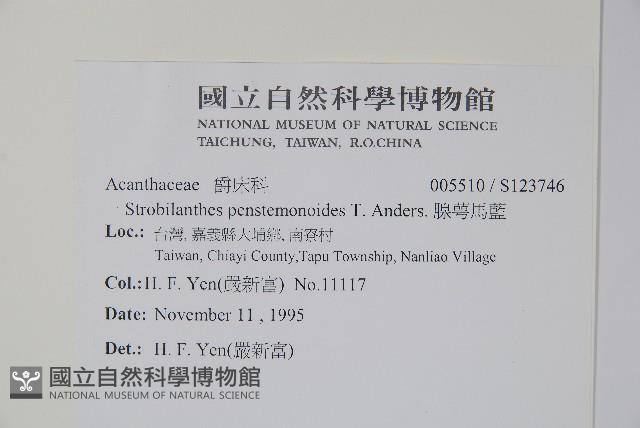 國立自然科學博物館
NATIONAL MUSEUM OF NATURAL SCIENCE
TAICHUNG, TAIWAN, R.O.CHINA
Acanthaceae 爵床科 005510 / S123746
Strobilanthes penstemonoides T. Anders. 腺萼馬藍
Loc.: 台灣, 嘉義縣大埔鄉, 南寮村
Taiwan, Chiayi County,Tapu Township, Nanliao Village
Col.: H. F. Yen(嚴新富) No.11117
Date: November 11 , 1995
Det.: H. F. Yen(嚴新富)
國立自然科學博物館
NATIONAL MUSEUM OF NATURAL SCIENCE